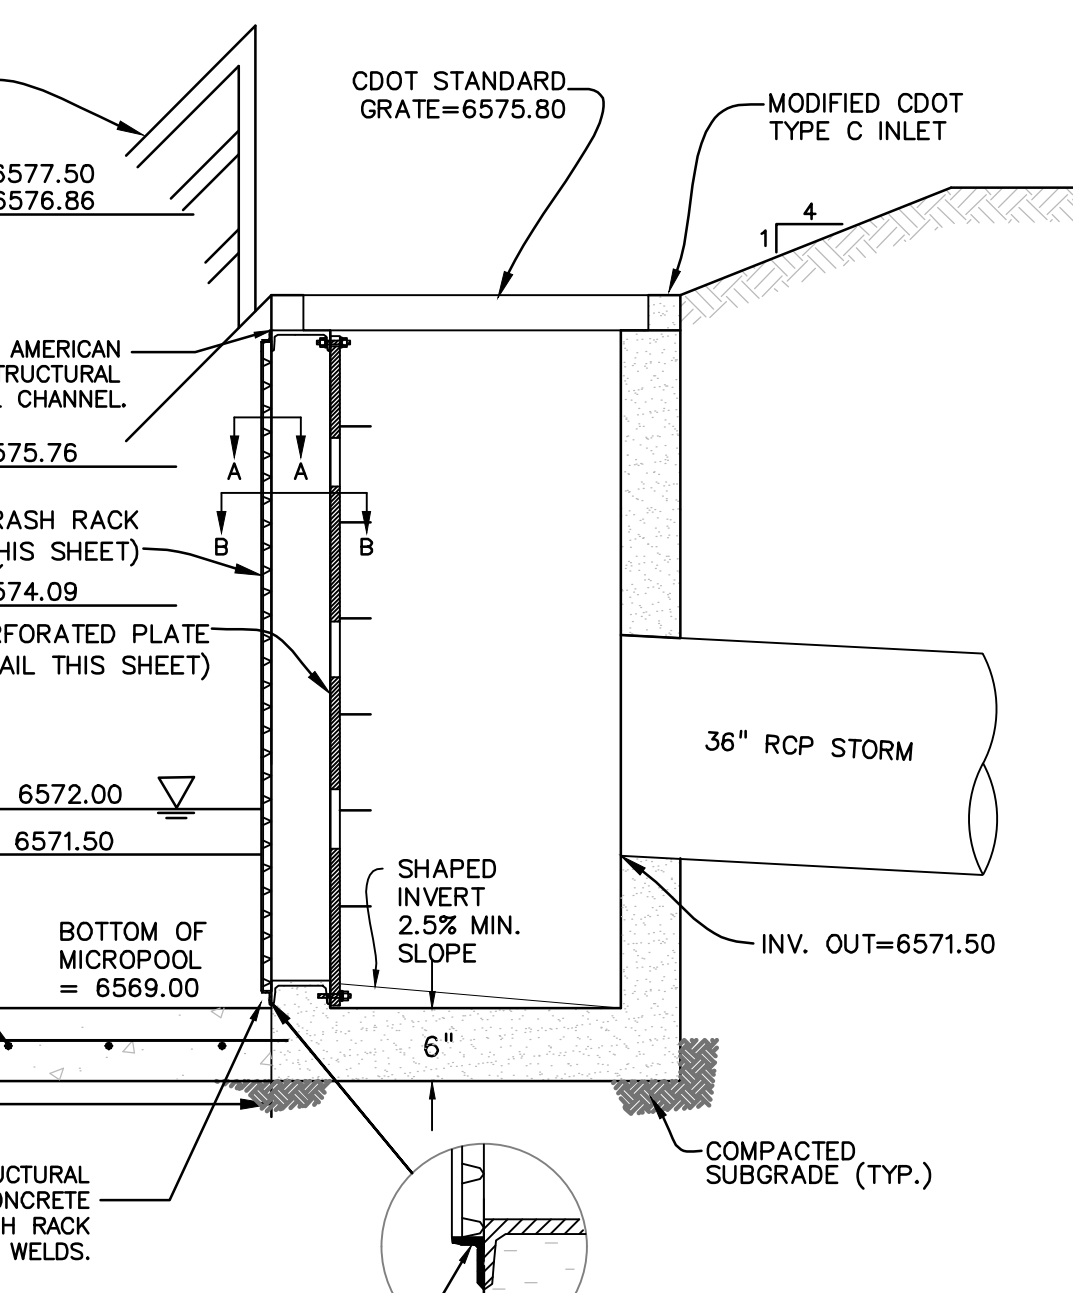 CDOT STANDARD
GRATE=6575.80
MODIFIED CDOT
TYPE C INLET
6577.50
6576.86
4
1
AMERICAN
TRUCTURAL
CHANNEL.
575.76
A A
RASH RACK
THIS SHEET)
B B
574.09
RFORATED PLATE
AIL THIS SHEET)
36" RCP STORM
6572.00
6571.50
SHAPED
INVERT
2.5% MIN.
SLOPE
BOTTOM OF
MICROPOOL
= 6569.00
INV. OUT=6571.50
6"
COMPACTED
SUBGRADE (TYP.)
UCTURAL
ONCRETE
H RACK
WELDS.